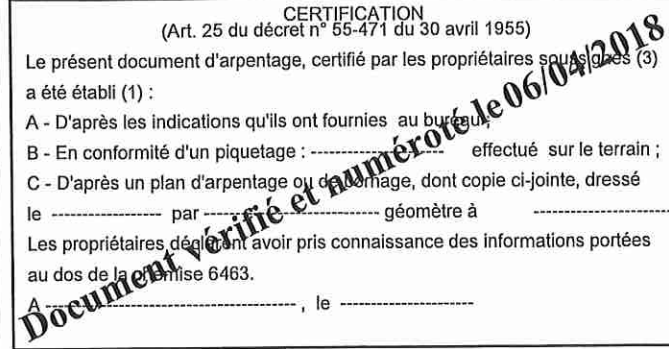 CERTIFICATION
(Art. 25 du décret n° 55-471 du 30 avril 1955)
Le présent document d'arpentage, certifié par les propriétaires soussignés (3)
a été établi (1) :
A - D'après les indications qu'ils ont fournies au bureau;
B - En conformité d'un piquetage : ---------------------- effectué sur le terrain ;
C - D'après un plan d'arpentage ou de bornage, dont copie ci-jointe, dressé
le ------------------ par ----------------------------- géomètre à ----------------------
Les propriétaires déclarent avoir pris connaissance des informations portées
au dos de la chemise 6463.
A ----------------------------------------- , le ----------------------
Document vérifié et numéroté le 06/04/2018